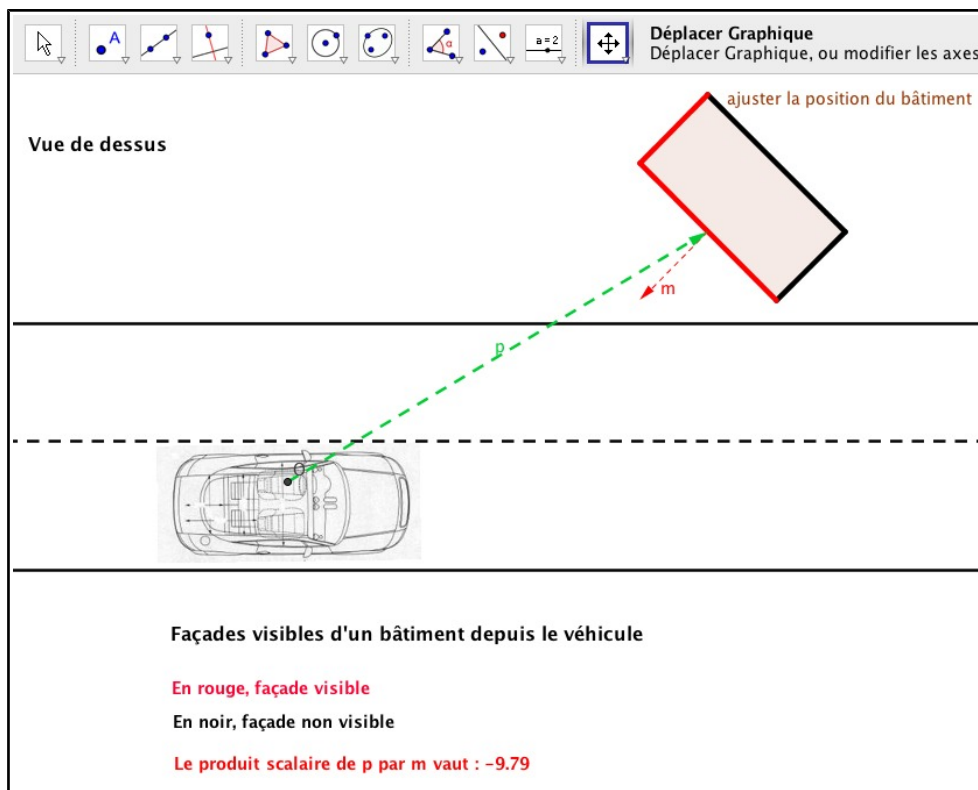 A
α
a=2
Déplacer Graphique
Déplacer Graphique, ou modifier les axes
ajuster la position du bâtiment
Vue de dessus
m
p
Façades visibles d'un bâtiment depuis le véhicule
En rouge, façade visible
En noir, façade non visible
Le produit scalaire de p par m vaut : -9.79